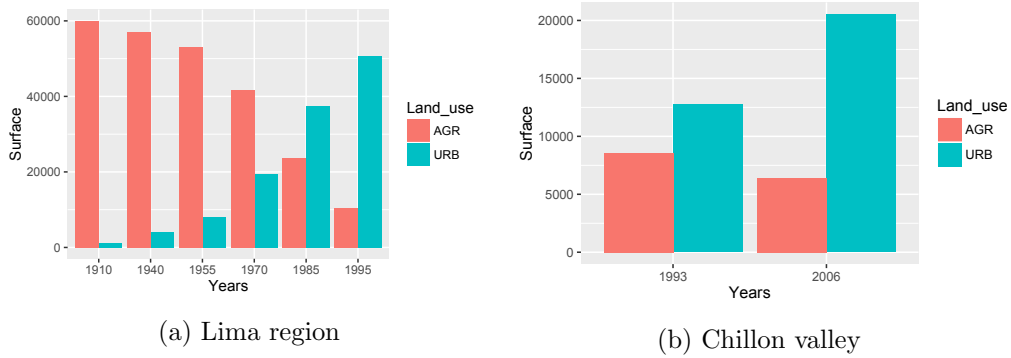 60000
40000
20000
0
Surface
1910 1940 1955 1970 1985 1995
Years
Land_use
AGR
URB
(a) Lima region
20000
15000
10000
5000
0
Surface
1993 2006
Years
Land_use
AGR
URB
(b) Chillon valley